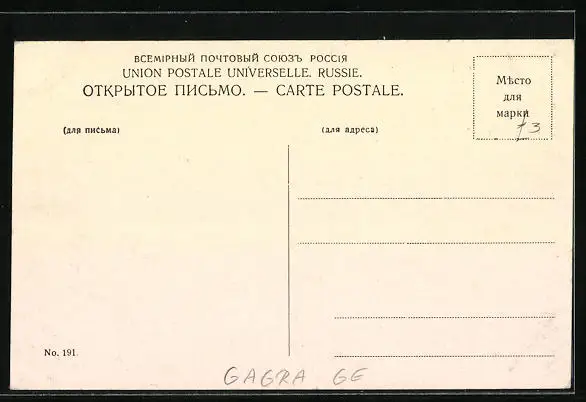 ВСЕМІРНЫЙ ПОЧТОВЫЙ СОЮЗЪ РОССІЯ
UNION POSTALE UNIVERSELLE. RUSSIE.
ОТКРЫТОЕ ПИСЬМО. — CARTE POSTALE.
Мѣсто
для
марки
13
(для письма)
(для адреса)
No. 191.
GAGRA GE